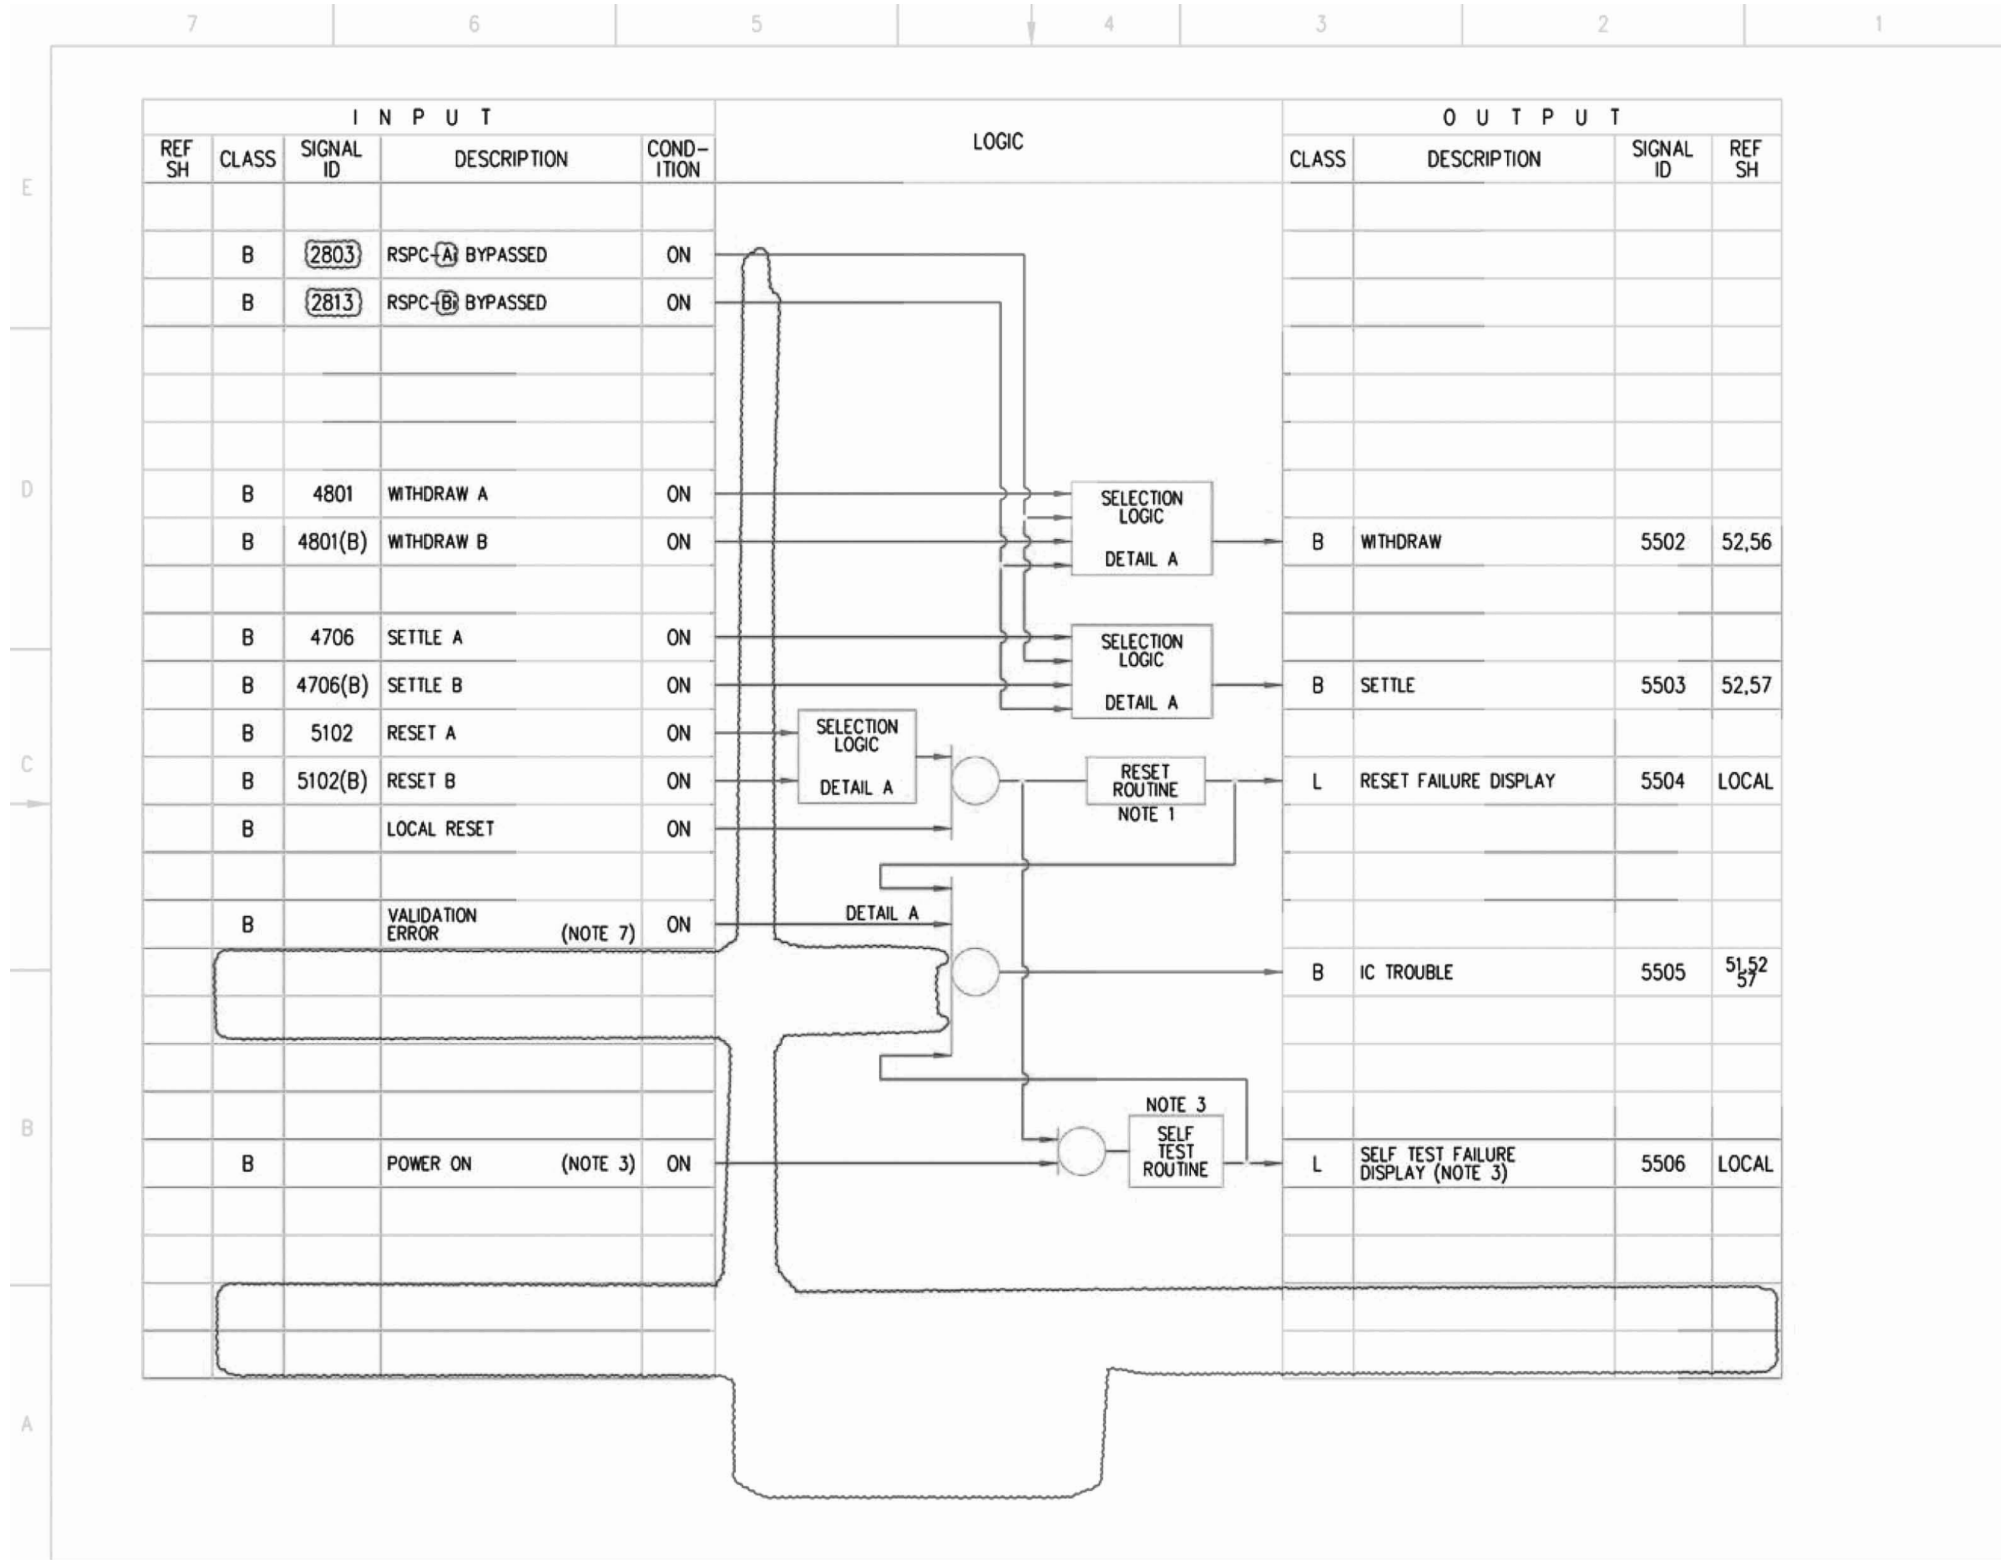 7 6 5 4 3 2 1
I N P U T
LOGIC
O U T P U T
REF SH CLASS SIGNAL ID DESCRIPTION COND-ITION
CLASS DESCRIPTION SIGNAL ID REF SH
E
B 2803 RSPC-A BYPASSED ON
B 2813 RSPC-B BYPASSED ON
D
B 4801 WITHDRAW A ON
SELECTION
LOGIC
B 4801(B) WITHDRAW B ON
DETAIL A
B WITHDRAW 5502 52,56
B 4706 SETTLE A ON
SELECTION
LOGIC
B 4706(B) SETTLE B ON
DETAIL A
B SETTLE 5503 52,57
B 5102 RESET A ON
SELECTION
LOGIC
C
B 5102(B) RESET B ON
DETAIL A
RESET
ROUTINE
NOTE 1
L RESET FAILURE DISPLAY 5504 LOCAL
B LOCAL RESET ON
B VALIDATION
ERROR (NOTE 7) ON
DETAIL A
B IC TROUBLE 5505 51,52
57
B
NOTE 3
SELF
TEST
ROUTINE
B POWER ON (NOTE 3) ON
L SELF TEST FAILURE
DISPLAY (NOTE 3) 5506 LOCAL
A